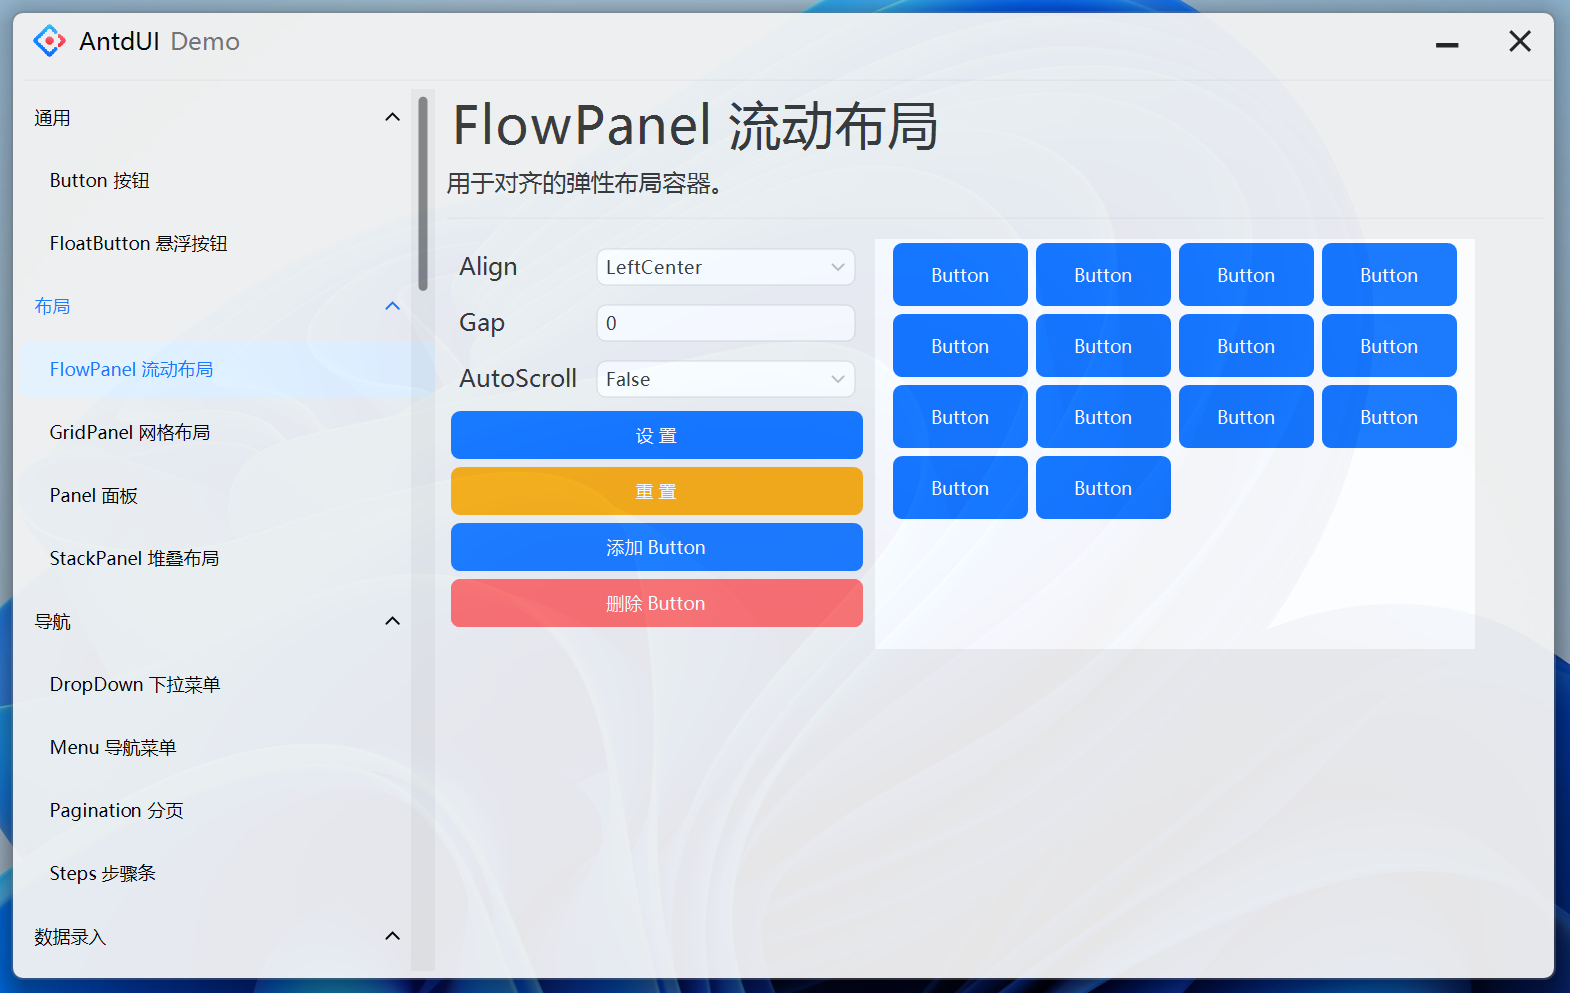 AntdUI Demo
通用
Button 按钮
FloatButton 悬浮按钮
布局
FlowPanel 流动布局
GridPanel 网格布局
Panel 面板
StackPanel 堆叠布局
导航
DropDown 下拉菜单
Menu 导航菜单
Pagination 分页
Steps 步骤条
数据录入
FlowPanel 流动布局
用于对齐的弹性布局容器。
Align LeftCenter
Gap 0
AutoScroll False
设 置
重 置
添加 Button
删除 Button
Button Button Button Button
Button Button Button Button
Button Button Button Button
Button Button